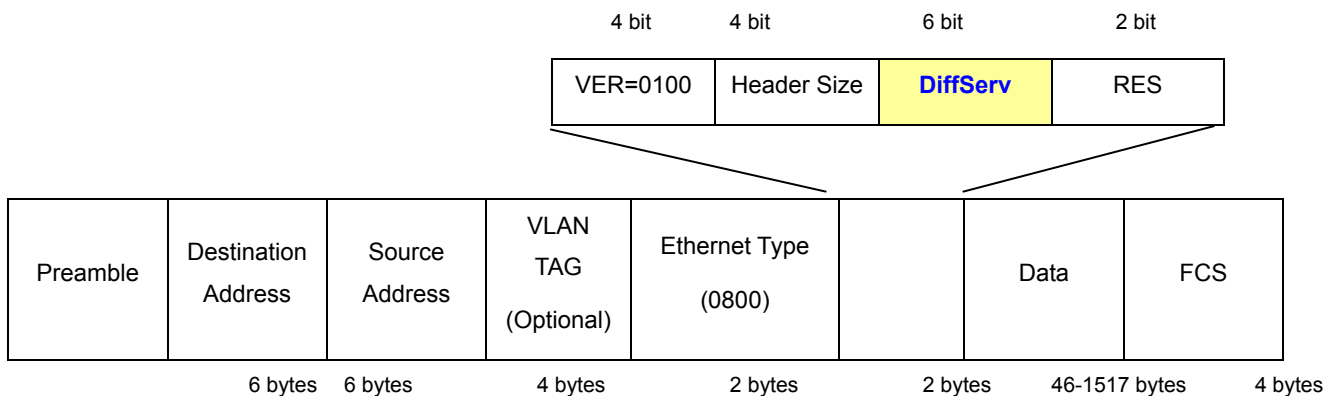 4 bit 4 bit 6 bit 2 bit
VER=0100 Header Size DiffServ RES
Preamble
Destination
Address
Source
Address
VLAN
TAG
(Optional)
Ethernet Type
(0800)
Data
FCS
6 bytes 6 bytes 4 bytes 2 bytes 2 bytes 46-1517 bytes 4 bytes